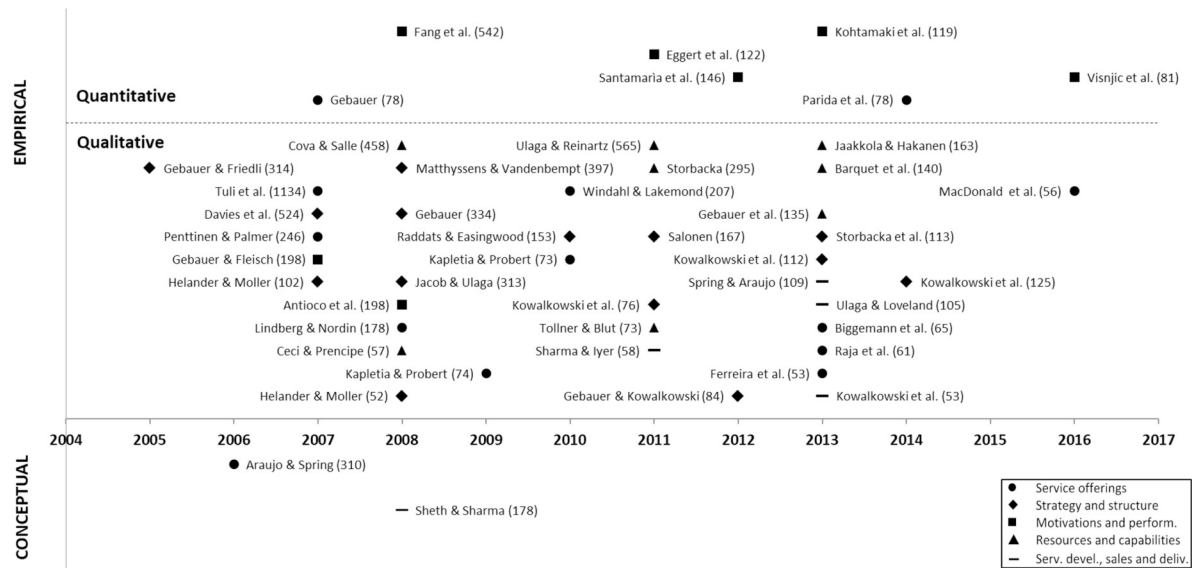 EMPIRICAL
Fang et al. (542)
Kohtamaki et al. (119)
Eggert et al. (122)
Santamarìa et al. (146)
Visnjic et al. (81)
Quantitative
Gebauer (78)
Parida et al. (78)
Qualitative
Cova & Salle (458)
Ulaga & Reinartz (565)
Jaakkola & Hakanen (163)
Gebauer & Friedli (314)
Matthyssens & Vandenbempt (397)
Storbacka (295)
Barquet et al. (140)
Tuli et al. (1134)
Windahl & Lakemond (207)
MacDonald et al. (56)
Davies et al. (524)
Gebauer (334)
Gebauer et al. (135)
Penttinen & Palmer (246)
Raddats & Easingwood (153)
Salonen (167)
Storbacka et al. (113)
Gebauer & Fleisch (198)
Kapletia & Probert (73)
Kowalkowski et al. (112)
Helander & Moller (102)
Jacob & Ulaga (313)
Spring & Araujo (109)
Kowalkowski et al. (125)
Antioco et al. (198)
Kowalkowski et al. (76)
Ulaga & Loveland (105)
Lindberg & Nordin (178)
Tollner & Blut (73)
Biggemann et al. (65)
Ceci & Prencipe (57)
Sharma & Iyer (58)
Raja et al. (61)
Kapletia & Probert (74)
Ferreira et al. (53)
Helander & Moller (52)
Gebauer & Kowalkowski (84)
Kowalkowski et al. (53)
2004 2005 2006 2007 2008 2009 2010 2011 2012 2013 2014 2015 2016 2017
CONCEPTUAL
Araujo & Spring (310)
Sheth & Sharma (178)
Service offerings
Strategy and structure
Motivations and perform.
Resources and capabilities
Serv. devel., sales and deliv.